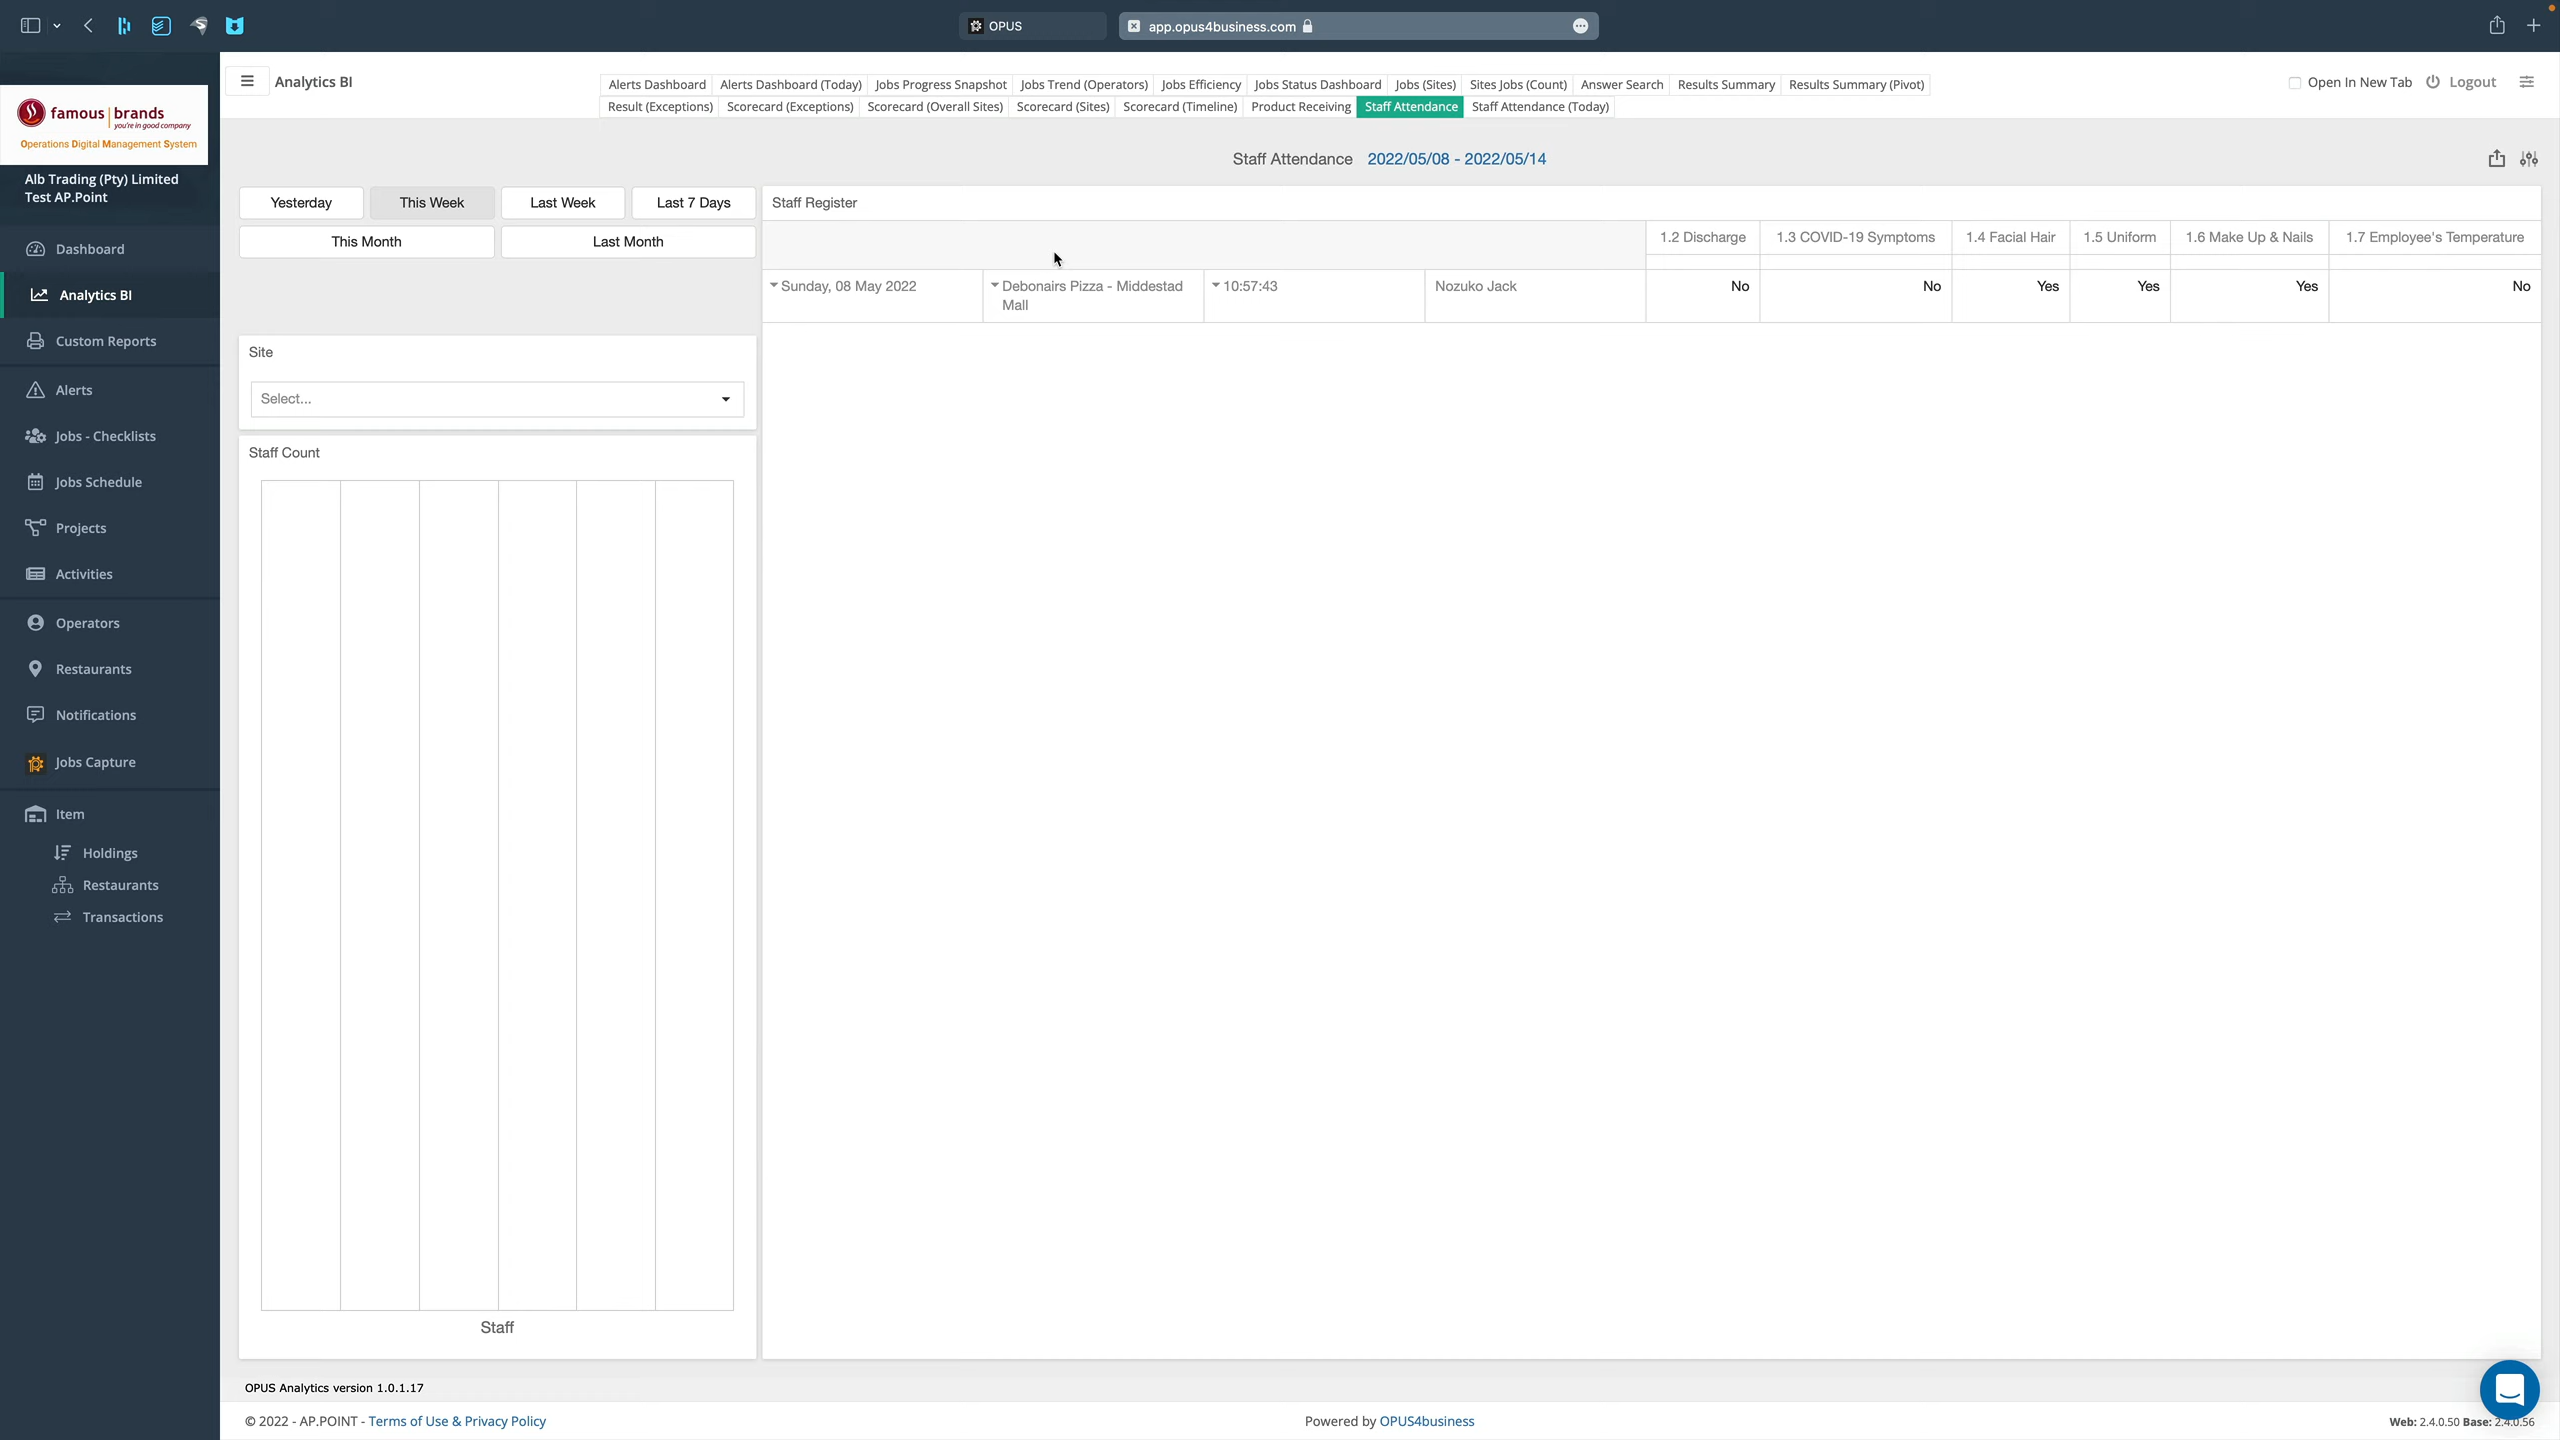 OPUS
app.opus4business.com
famous | brands
you're in good company
Operations Digital Management System
Alb Trading (Pty) Limited
Test AP.Point
Dashboard
Analytics BI
Custom Reports
Alerts
Jobs - Checklists
Jobs Schedule
Projects
Activities
Operators
Restaurants
Notifications
Jobs Capture
Item
Holdings
Restaurants
Transactions
Analytics BI
Alerts Dashboard Alerts Dashboard (Today) Jobs Progress Snapshot Jobs Trend (Operators) Jobs Efficiency Jobs Status Dashboard Jobs (Sites) Sites Jobs (Count) Answer Search Results Summary Results Summary (Pivot)
Result (Exceptions) Scorecard (Exceptions) Scorecard (Overall Sites) Scorecard (Sites) Scorecard (Timeline) Product Receiving Staff Attendance Staff Attendance (Today)
Open In New Tab Logout
Staff Attendance 2022/05/08 - 2022/05/14
Yesterday This Week Last Week Last 7 Days
This Month Last Month
Site
Select...
Staff Count
Staff
Staff Register
1.2 Discharge 1.3 COVID-19 Symptoms 1.4 Facial Hair 1.5 Uniform 1.6 Make Up & Nails 1.7 Employee's Temperature
Sunday, 08 May 2022 Debonairs Pizza - Middestad 10:57:43 Nozuko Jack No No Yes Yes Yes No
Mall
OPUS Analytics version 1.0.1.17
© 2022 - AP.POINT - Terms of Use & Privacy Policy
Powered by OPUS4business
Web: 2.4.0.50 Base: 2.4.0.56